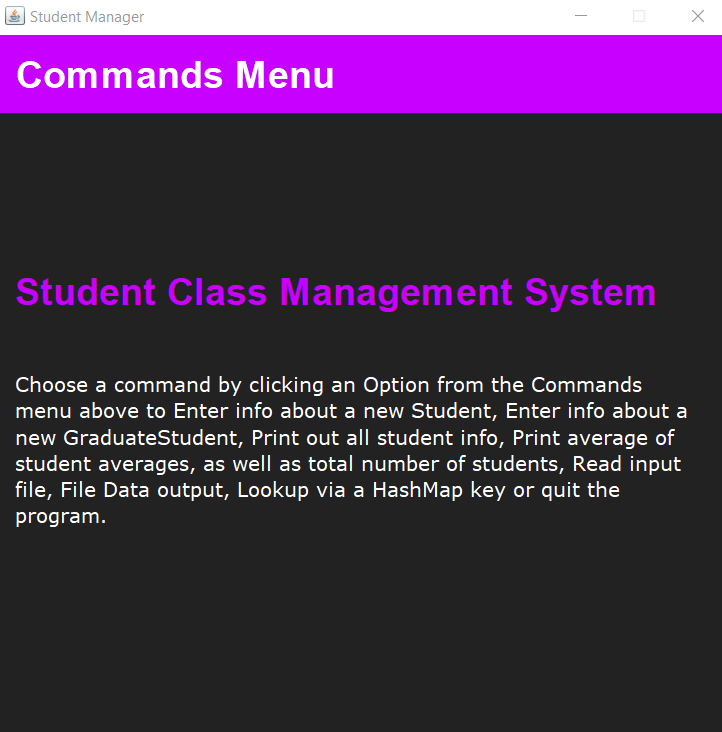 Student Manager
Commands Menu
Student Class Management System
Choose a command by clicking an Option from the Commands
menu above to Enter info about a new Student, Enter info about a
new GraduateStudent, Print out all student info, Print average of
student averages, as well as total number of students, Read input
file, File Data output, Lookup via a HashMap key or quit the
program.